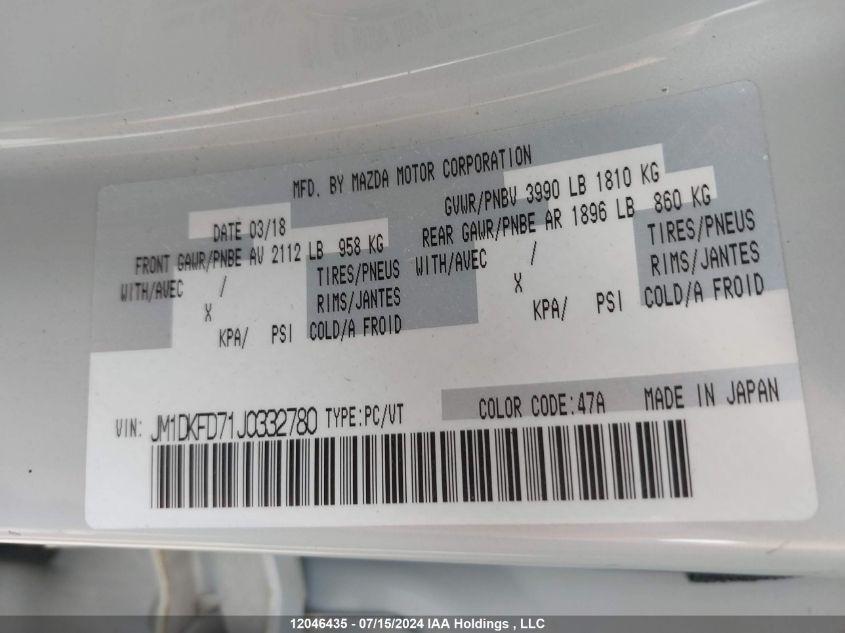 MFD. BY MAZDA MOTOR CORPORATION
DATE 03/18 GVWR/PNBV 3990 LB 1810 KG
FRONT GAWR/PNBE AV 2112 LB 958 KG REAR GAWR/PNBE AR 1896 LB 860 KG
WITH/AVEC / TIRES/PNEUS WITH/AVEC / TIRES/PNEUS
X RIMS/JANTES X RIMS/JANTES
KPA/ PSI COLD/A FROID KPA/ PSI COLD/A FROID
VIN: JM1DKFD71J0332780 TYPE:PC/VT COLOR CODE:47A MADE IN JAPAN
12046435 - 07/15/2024 IAA Holdings , LLC